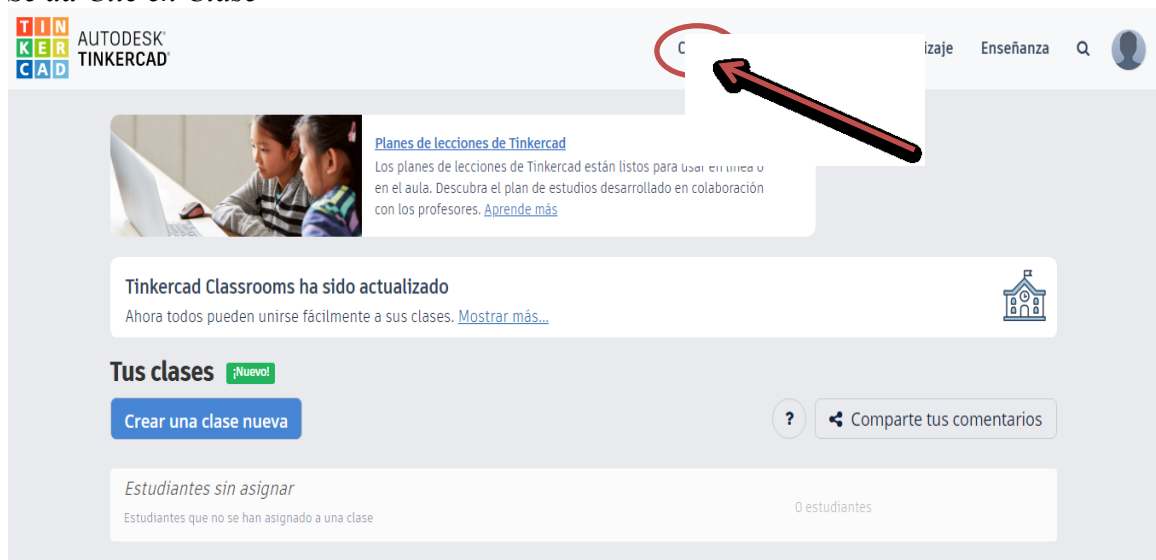 TIN
KER
CAD
AUTODESK
TINKERCAD
Enseñanza
Planes de lecciones de Tinkercad
Los planes de lecciones de Tinkercad están listos para usar en línea o
en el aula. Descubra el plan de estudios desarrollado en colaboración
con los profesores. Aprende más
Tinkercad Classrooms ha sido actualizado
Ahora todos pueden unirse fácilmente a sus clases. Mostrar más...
Tus clases ¡Nuevo!
Crear una clase nueva
? Comparte tus comentarios
Estudiantes sin asignar
Estudiantes que no se han asignado a una clase
0 estudiantes